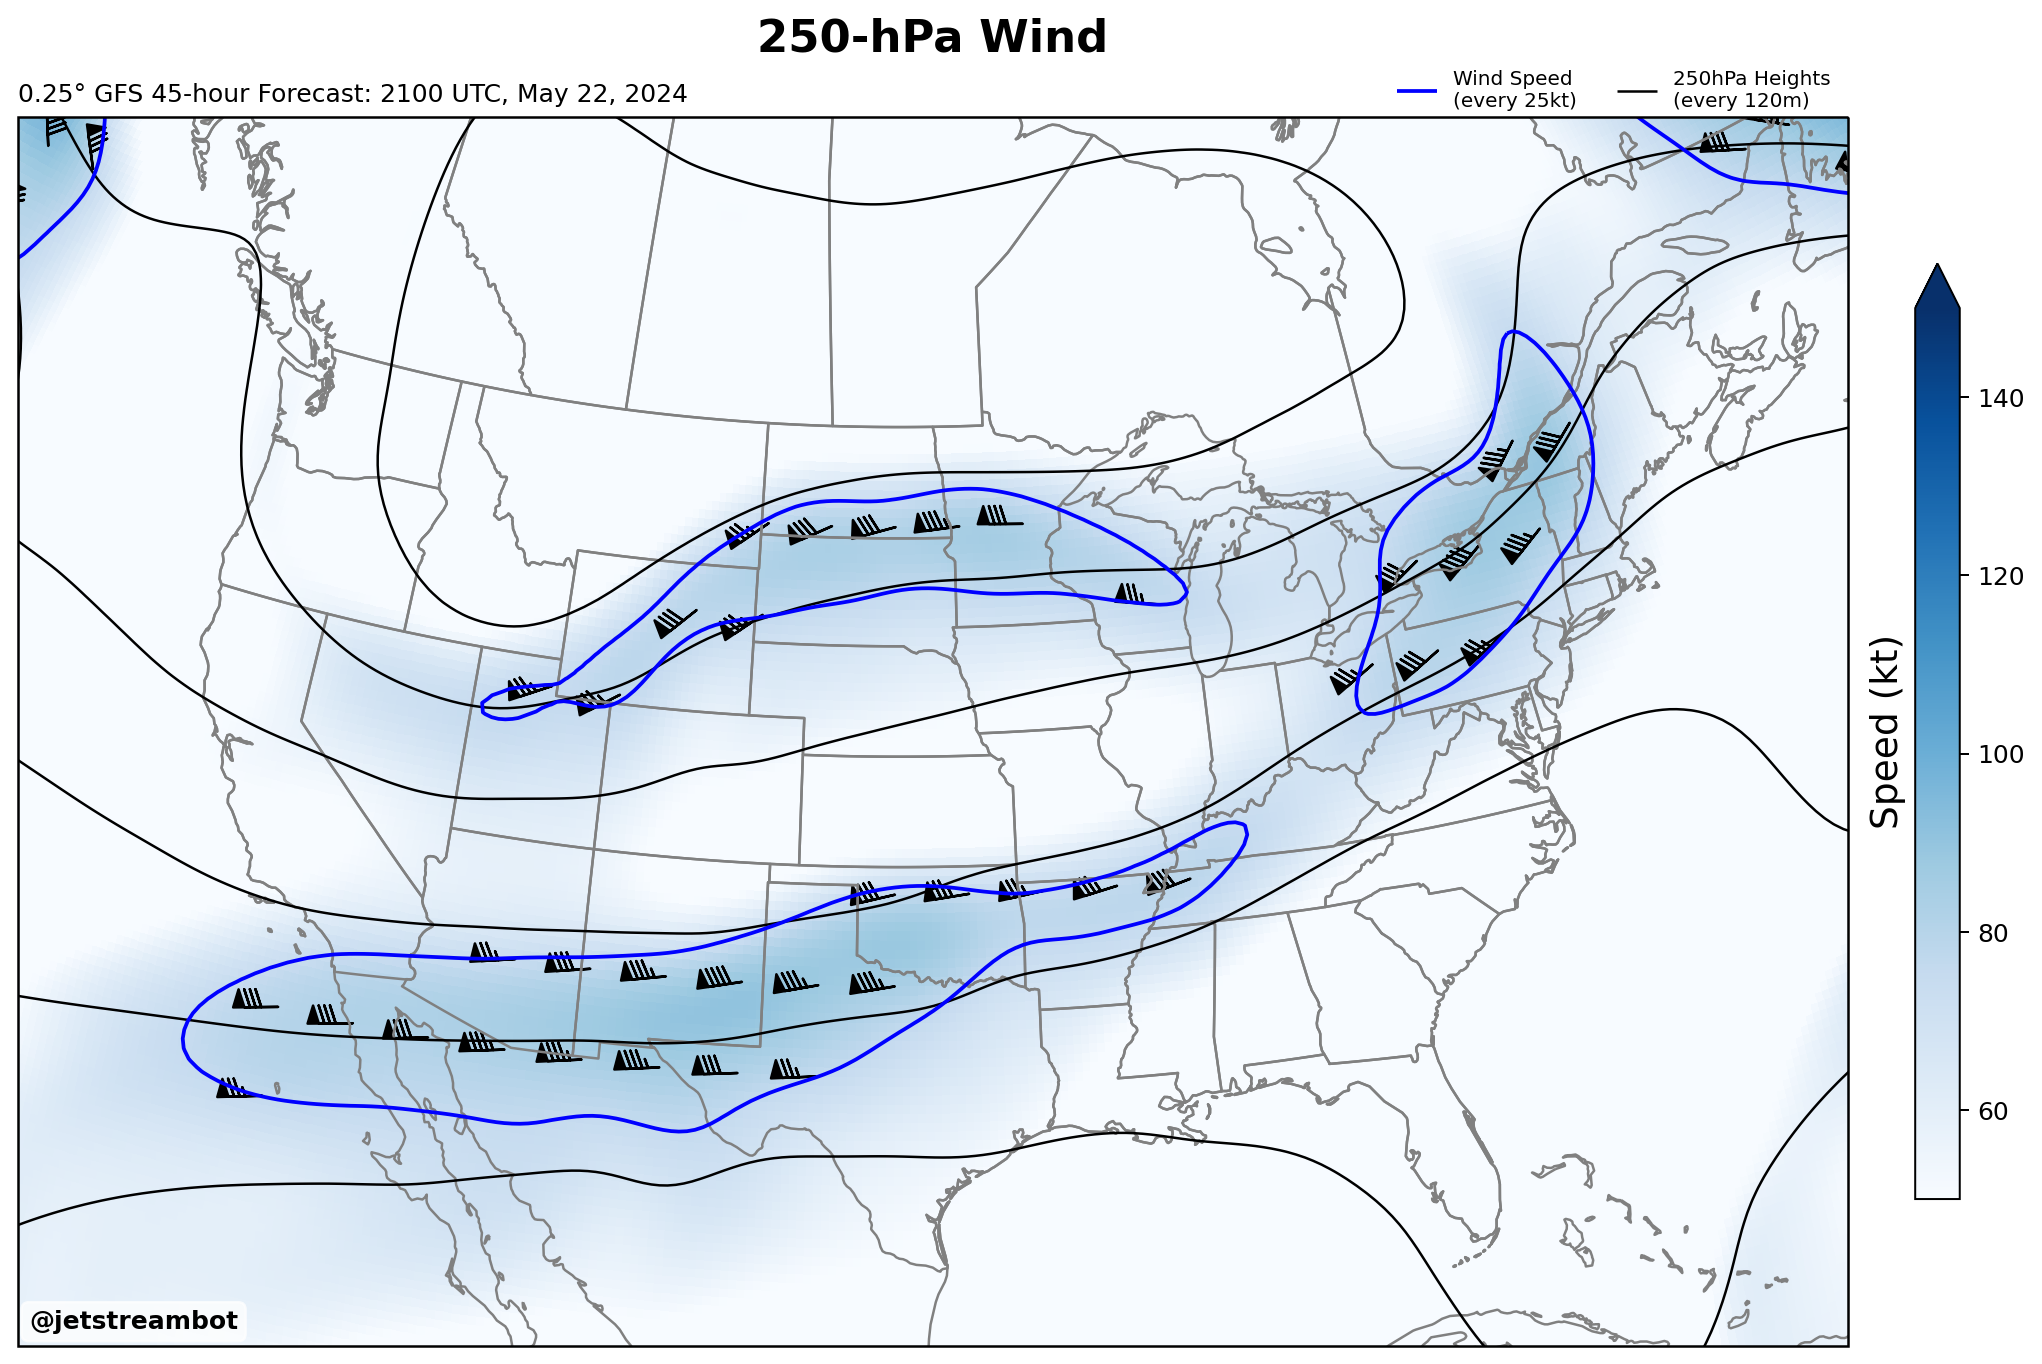 250-hPa Wind
0.25° GFS 45-hour Forecast: 2100 UTC, May 22, 2024
Wind Speed
(every 25kt)
250hPa Heights
(every 120m)
140
120
100
80
60
Speed (kt)
@jetstreambot